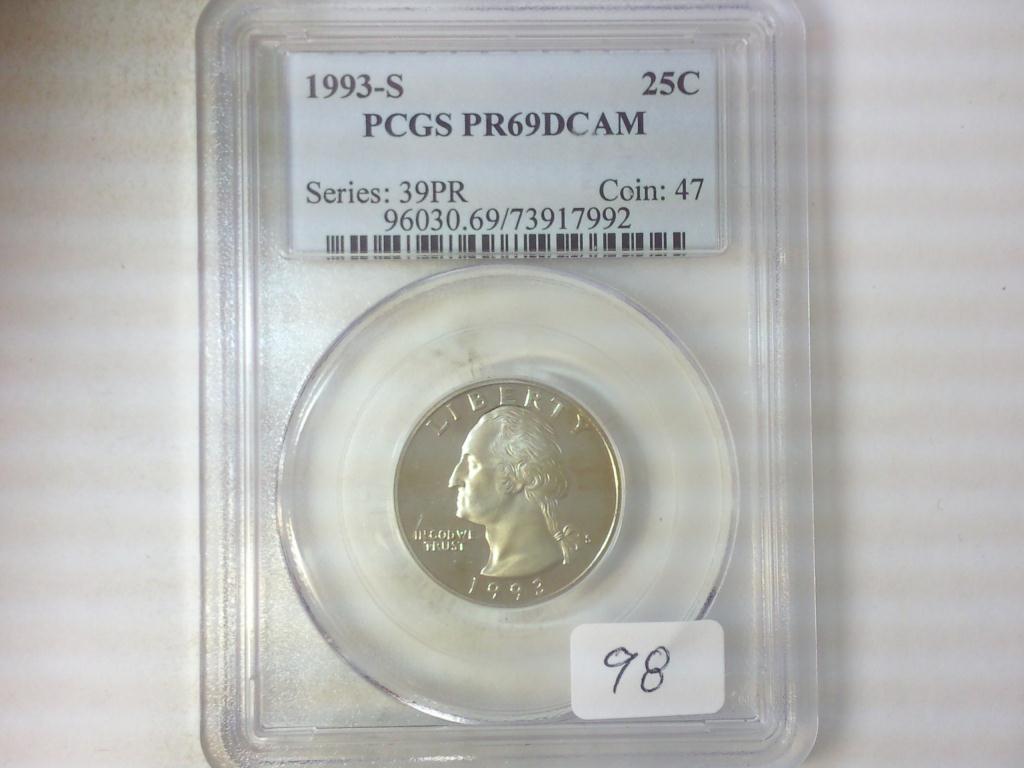 1993-S 25C
PCGS PR69DCAM
Series: 39PR Coin: 47
96030.69/73917992
LIBERTY
IN GOD WE
TRUST
S
1993
98